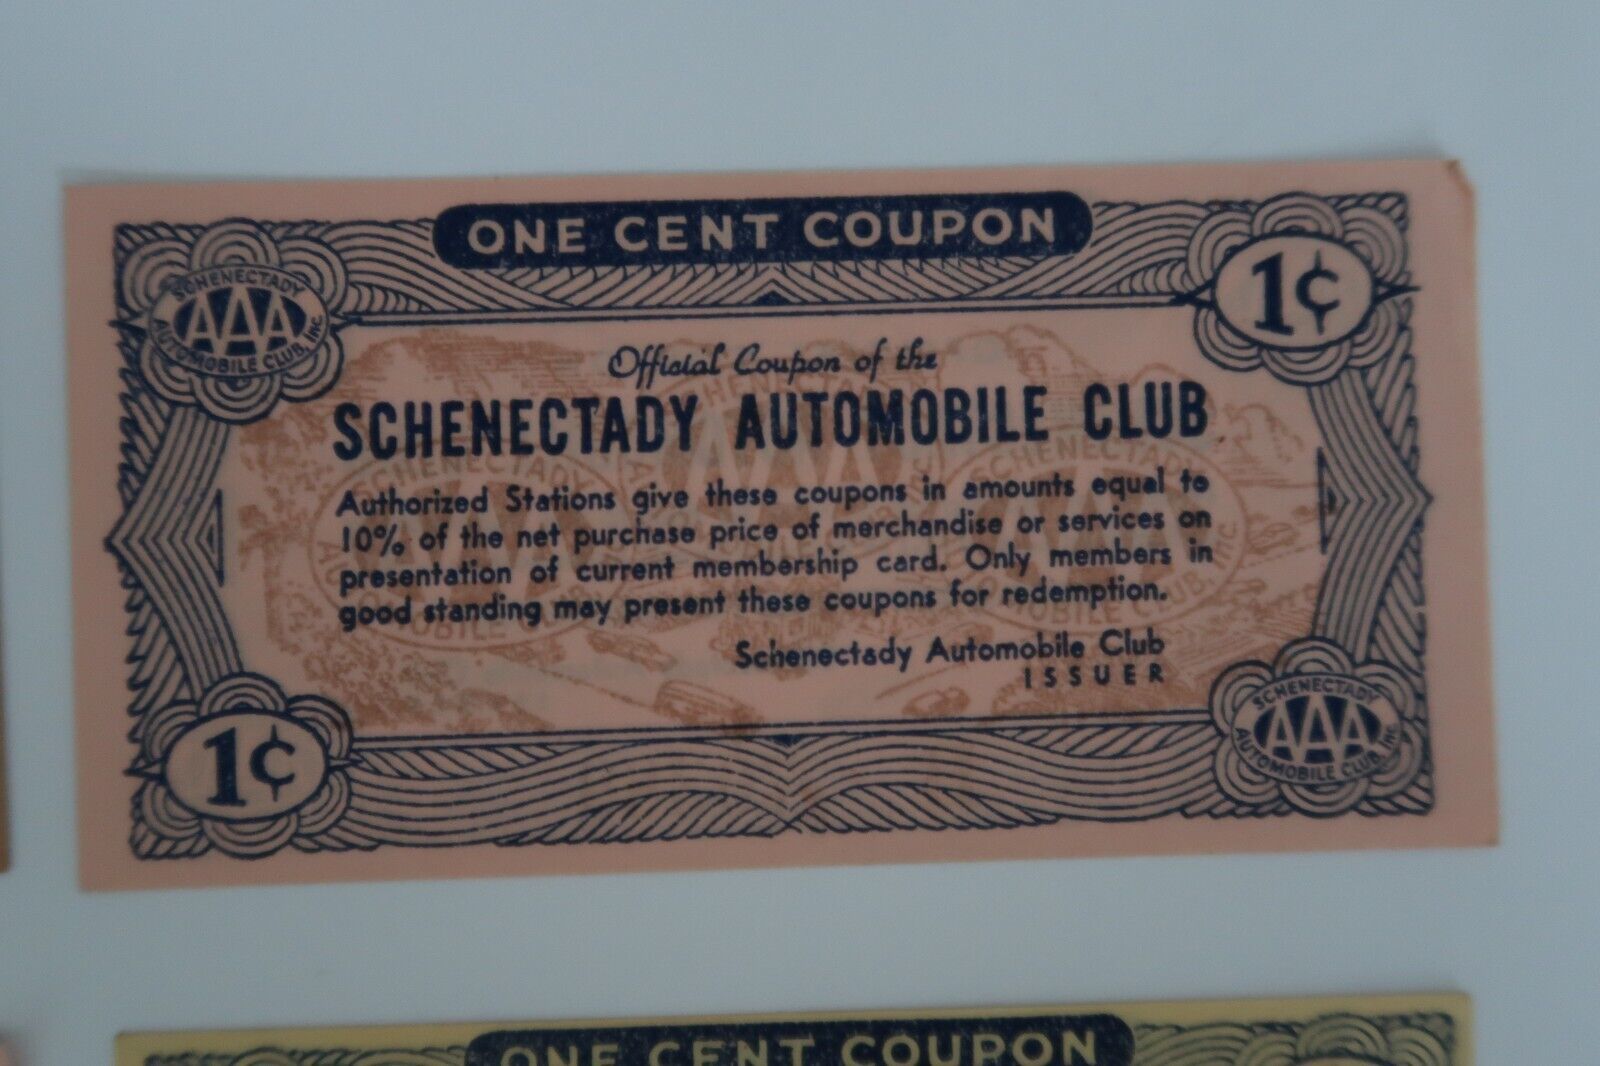 ONE CENT COUPON
SCHENECTADY
AAA
AUTOMOBILE CLUB, Inc.
1¢
Official Coupon of the
SCHENECTADY AUTOMOBILE CLUB
Authorized Stations give these coupons in amounts equal to
10% of the net purchase price of merchandise or services on
presentation of current membership card. Only members in
good standing may present these coupons for redemption.
Schenectady Automobile Club
ISSUER
1¢
SCHENECTADY
AAA
AUTOMOBILE CLUB, Inc.
ONE CENT COUPON